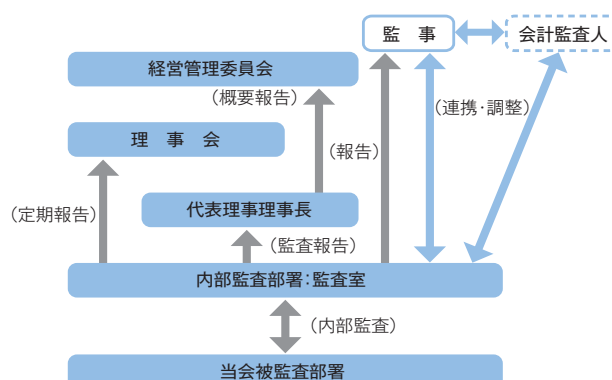 監　事
会計監査人
経営管理委員会
（概要報告）
（連携・調整）
理　事　会
（報告）
（定期報告）
代表理事理事長
（監査報告）
内部監査部署：監査室
（内部監査）
当会被監査部署